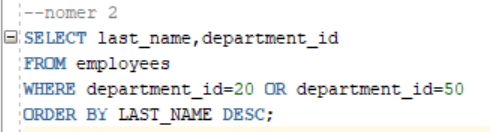 --nomer 2
SELECT last_name,department_id
FROM employees
WHERE department_id=20 OR department_id=50
ORDER BY LAST_NAME DESC;